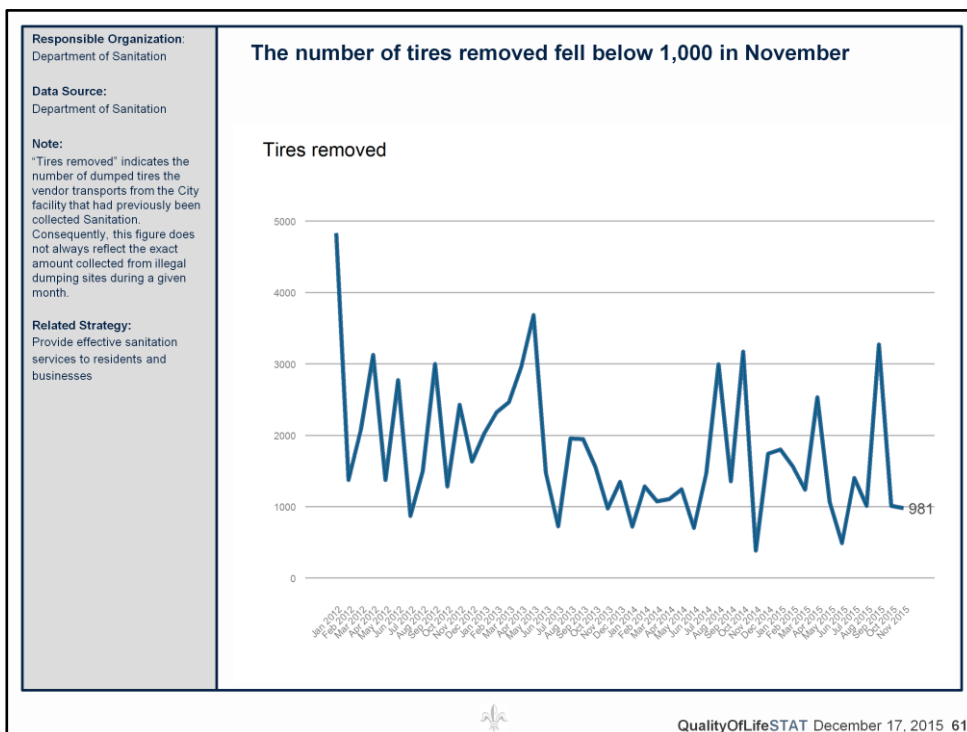 Responsible Organization:
Department of Sanitation
Data Source:
Department of Sanitation
Note:
“Tires removed” indicates the
number of dumped tires the
vendor transports from the City
facility that had previously been
collected Sanitation.
Consequently, this figure does
not always reflect the exact
amount collected from illegal
dumping sites during a given
month.
Related Strategy:
Provide effective sanitation
services to residents and
businesses
The number of tires removed fell below 1,000 in November
Tires removed
5000
4000
3000
2000
1000
0
981
Jan 2012
Feb 2012
Mar 2012
Apr 2012
May 2012
Jun 2012
Jul 2012
Aug 2012
Sep 2012
Oct 2012
Nov 2012
Dec 2012
Jan 2013
Feb 2013
Mar 2013
Apr 2013
May 2013
Jun 2013
Jul 2013
Aug 2013
Sep 2013
Oct 2013
Nov 2013
Dec 2013
Jan 2014
Feb 2014
Mar 2014
Apr 2014
May 2014
Jun 2014
Jul 2014
Aug 2014
Sep 2014
Oct 2014
Nov 2014
Dec 2014
Jan 2015
Feb 2015
Mar 2015
Apr 2015
May 2015
Jun 2015
Jul 2015
Aug 2015
Sep 2015
Oct 2015
Nov 2015
QualityOfLifeSTAT December 17, 2015 61